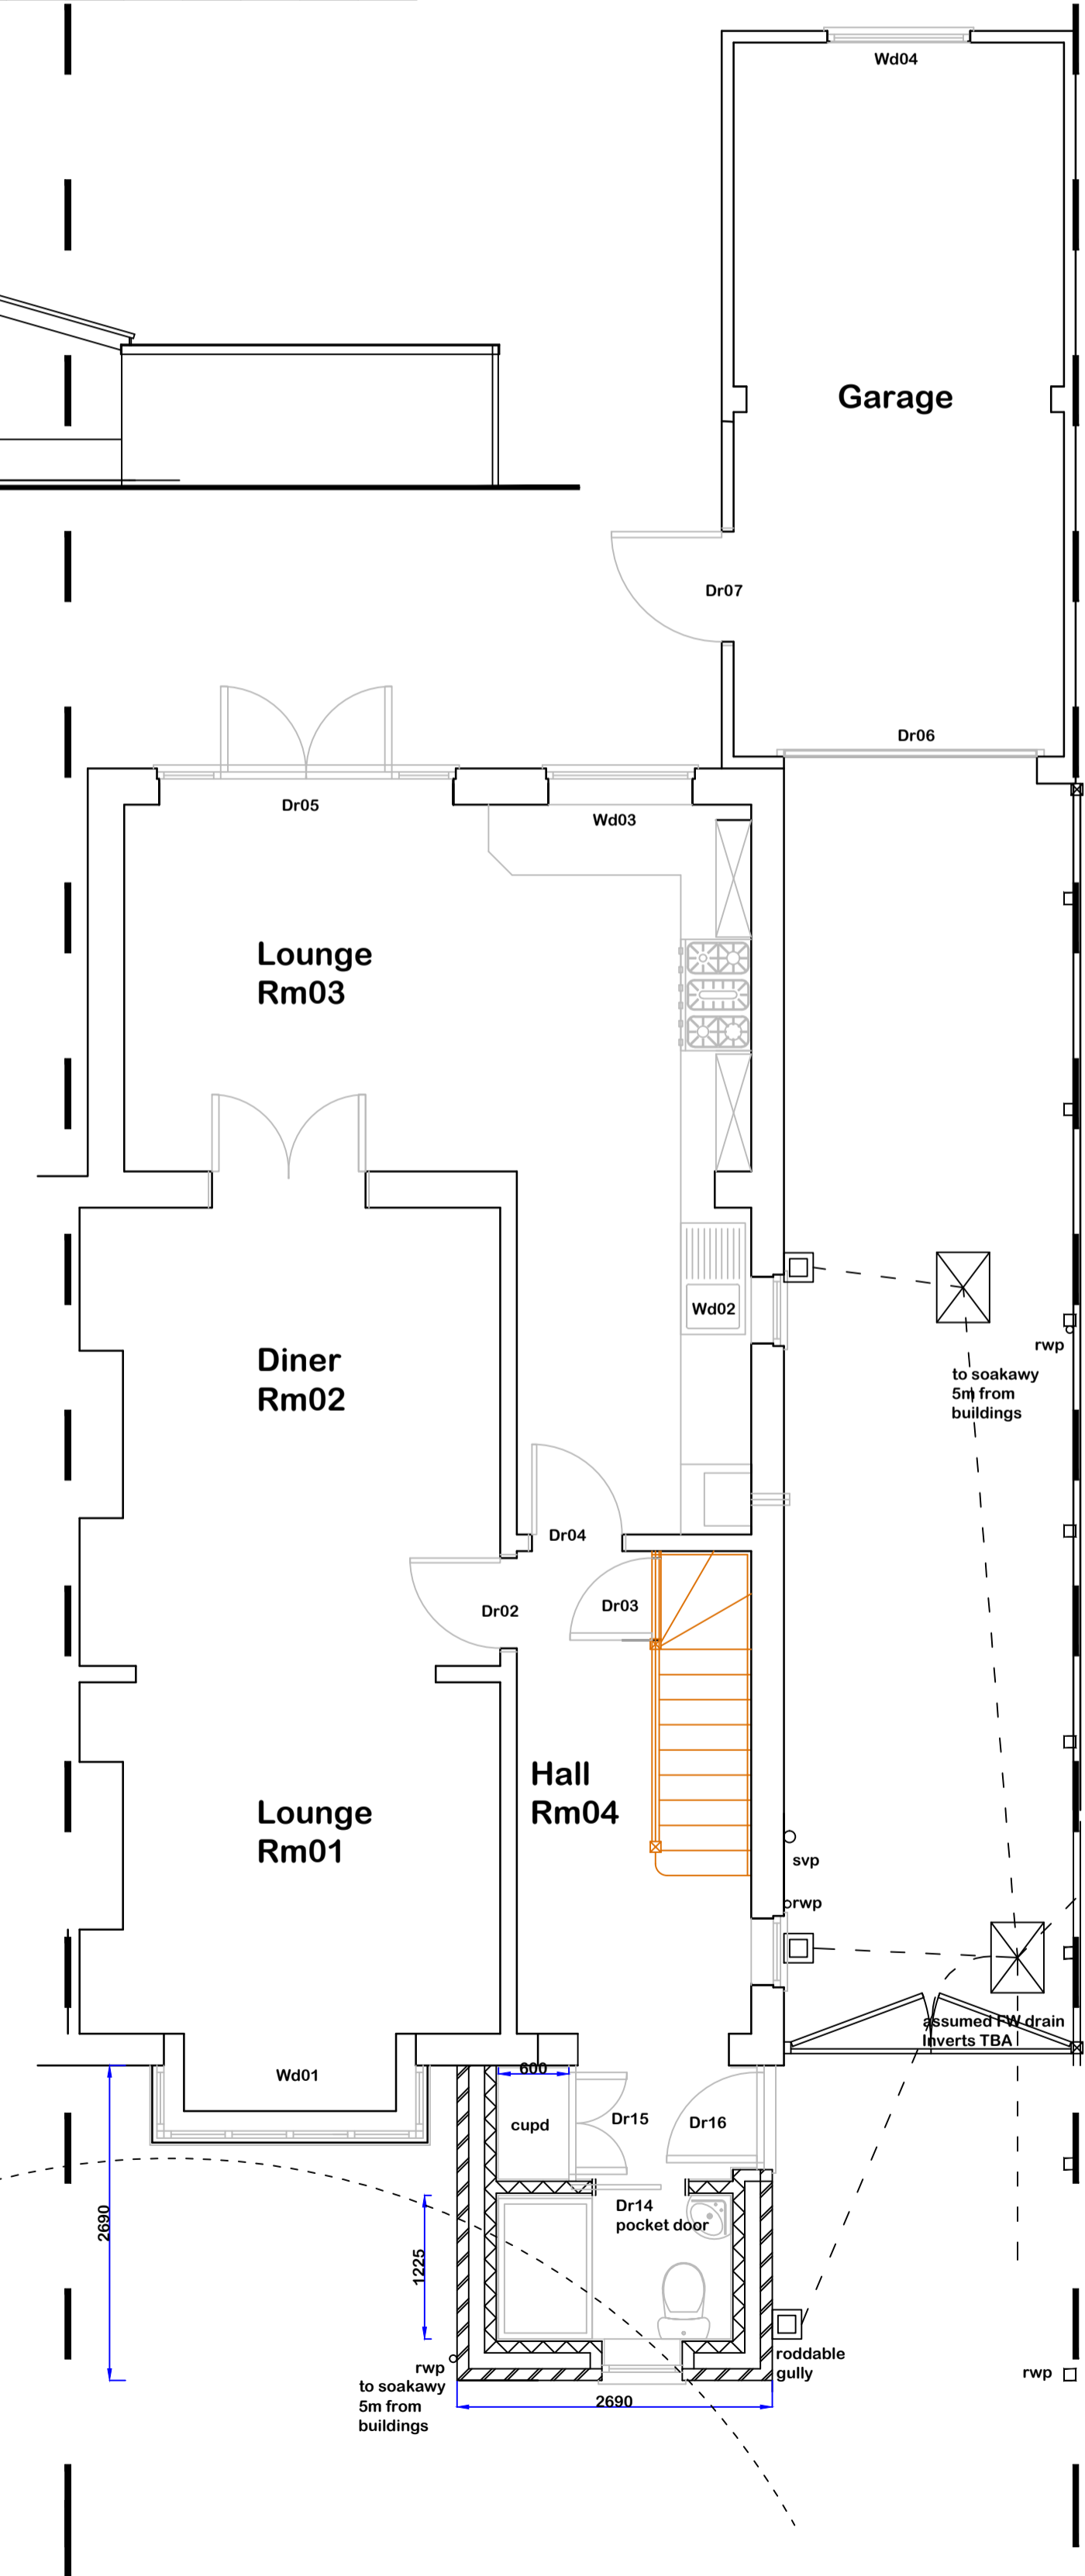 Wd04
Garage
Dr07
Dr06
Dr05
Wd03
Lounge
Rm03
Wd02
rwp
to soakawy
5m from
buildings
Diner
Rm02
Dr04
Dr02
Dr03
Hall
Rm04
Lounge
Rm01
svp
rwp
assumed FW drain
Inverts TBA
Wd01
600
cupd
Dr15
Dr16
2690
Dr14
pocket door
1225
rwp
to soakawy
5m from
buildings
roddable
gully
rwp
2690